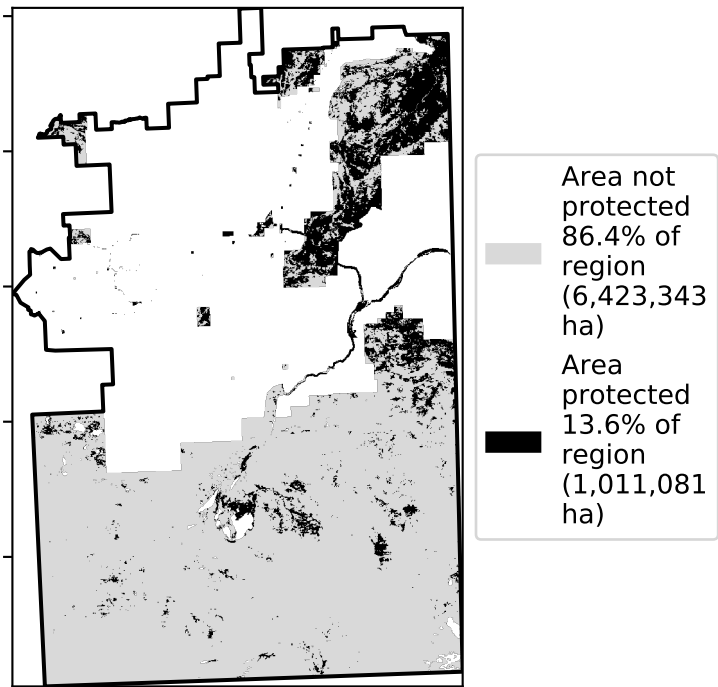 Area not
protected
86.4% of
region
(6,423,343
ha)
Area
protected
13.6% of
region
(1,011,081
ha)